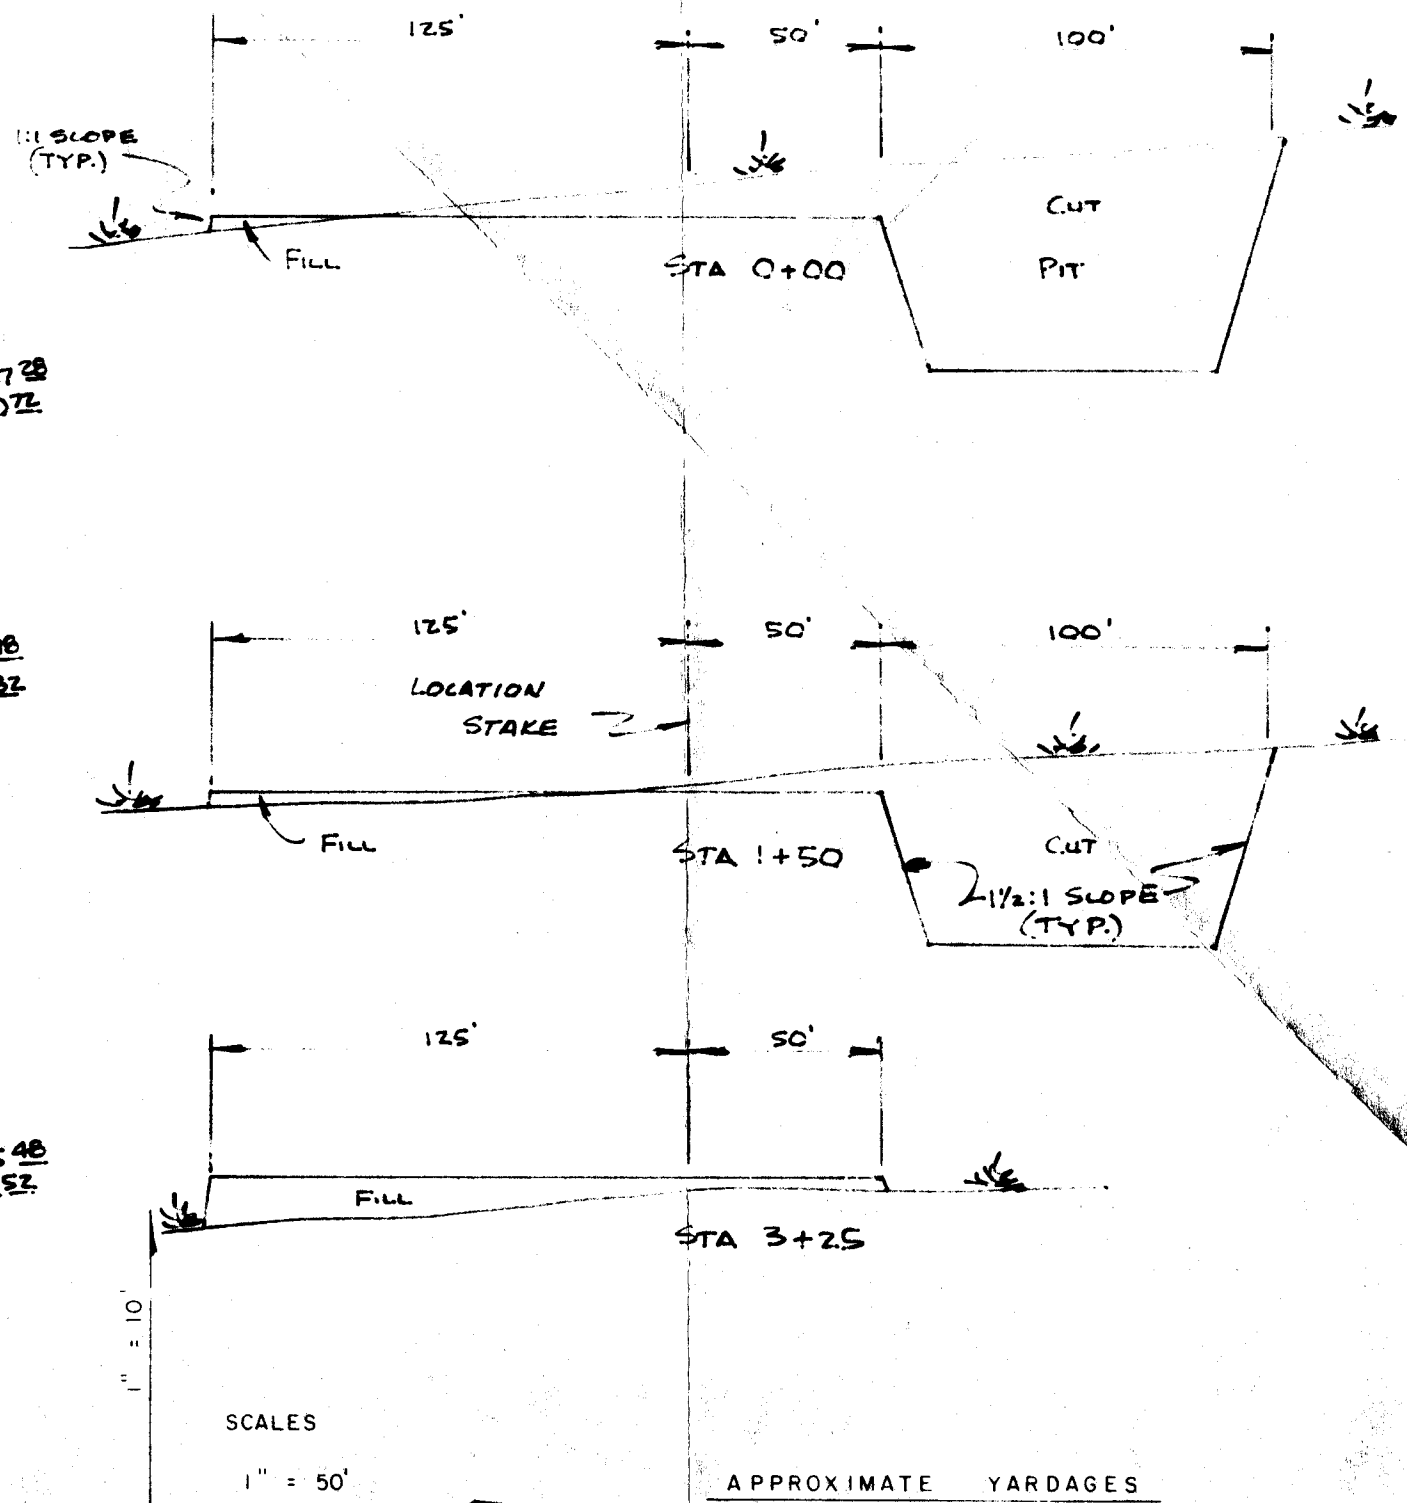 125'
50'
100'
1:1 SLOPE
(TYP.)
CUT
FILL
STA 0+00
PIT
125'
50'
100'
LOCATION
STAKE
FILL
STA 1+50
CUT
1½:1 SLOPE
(TYP.)
125'
50'
48
52
FILL
STA 3+25
1" = 10'
SCALES
1" = 50'
APPROXIMATE YARDAGES